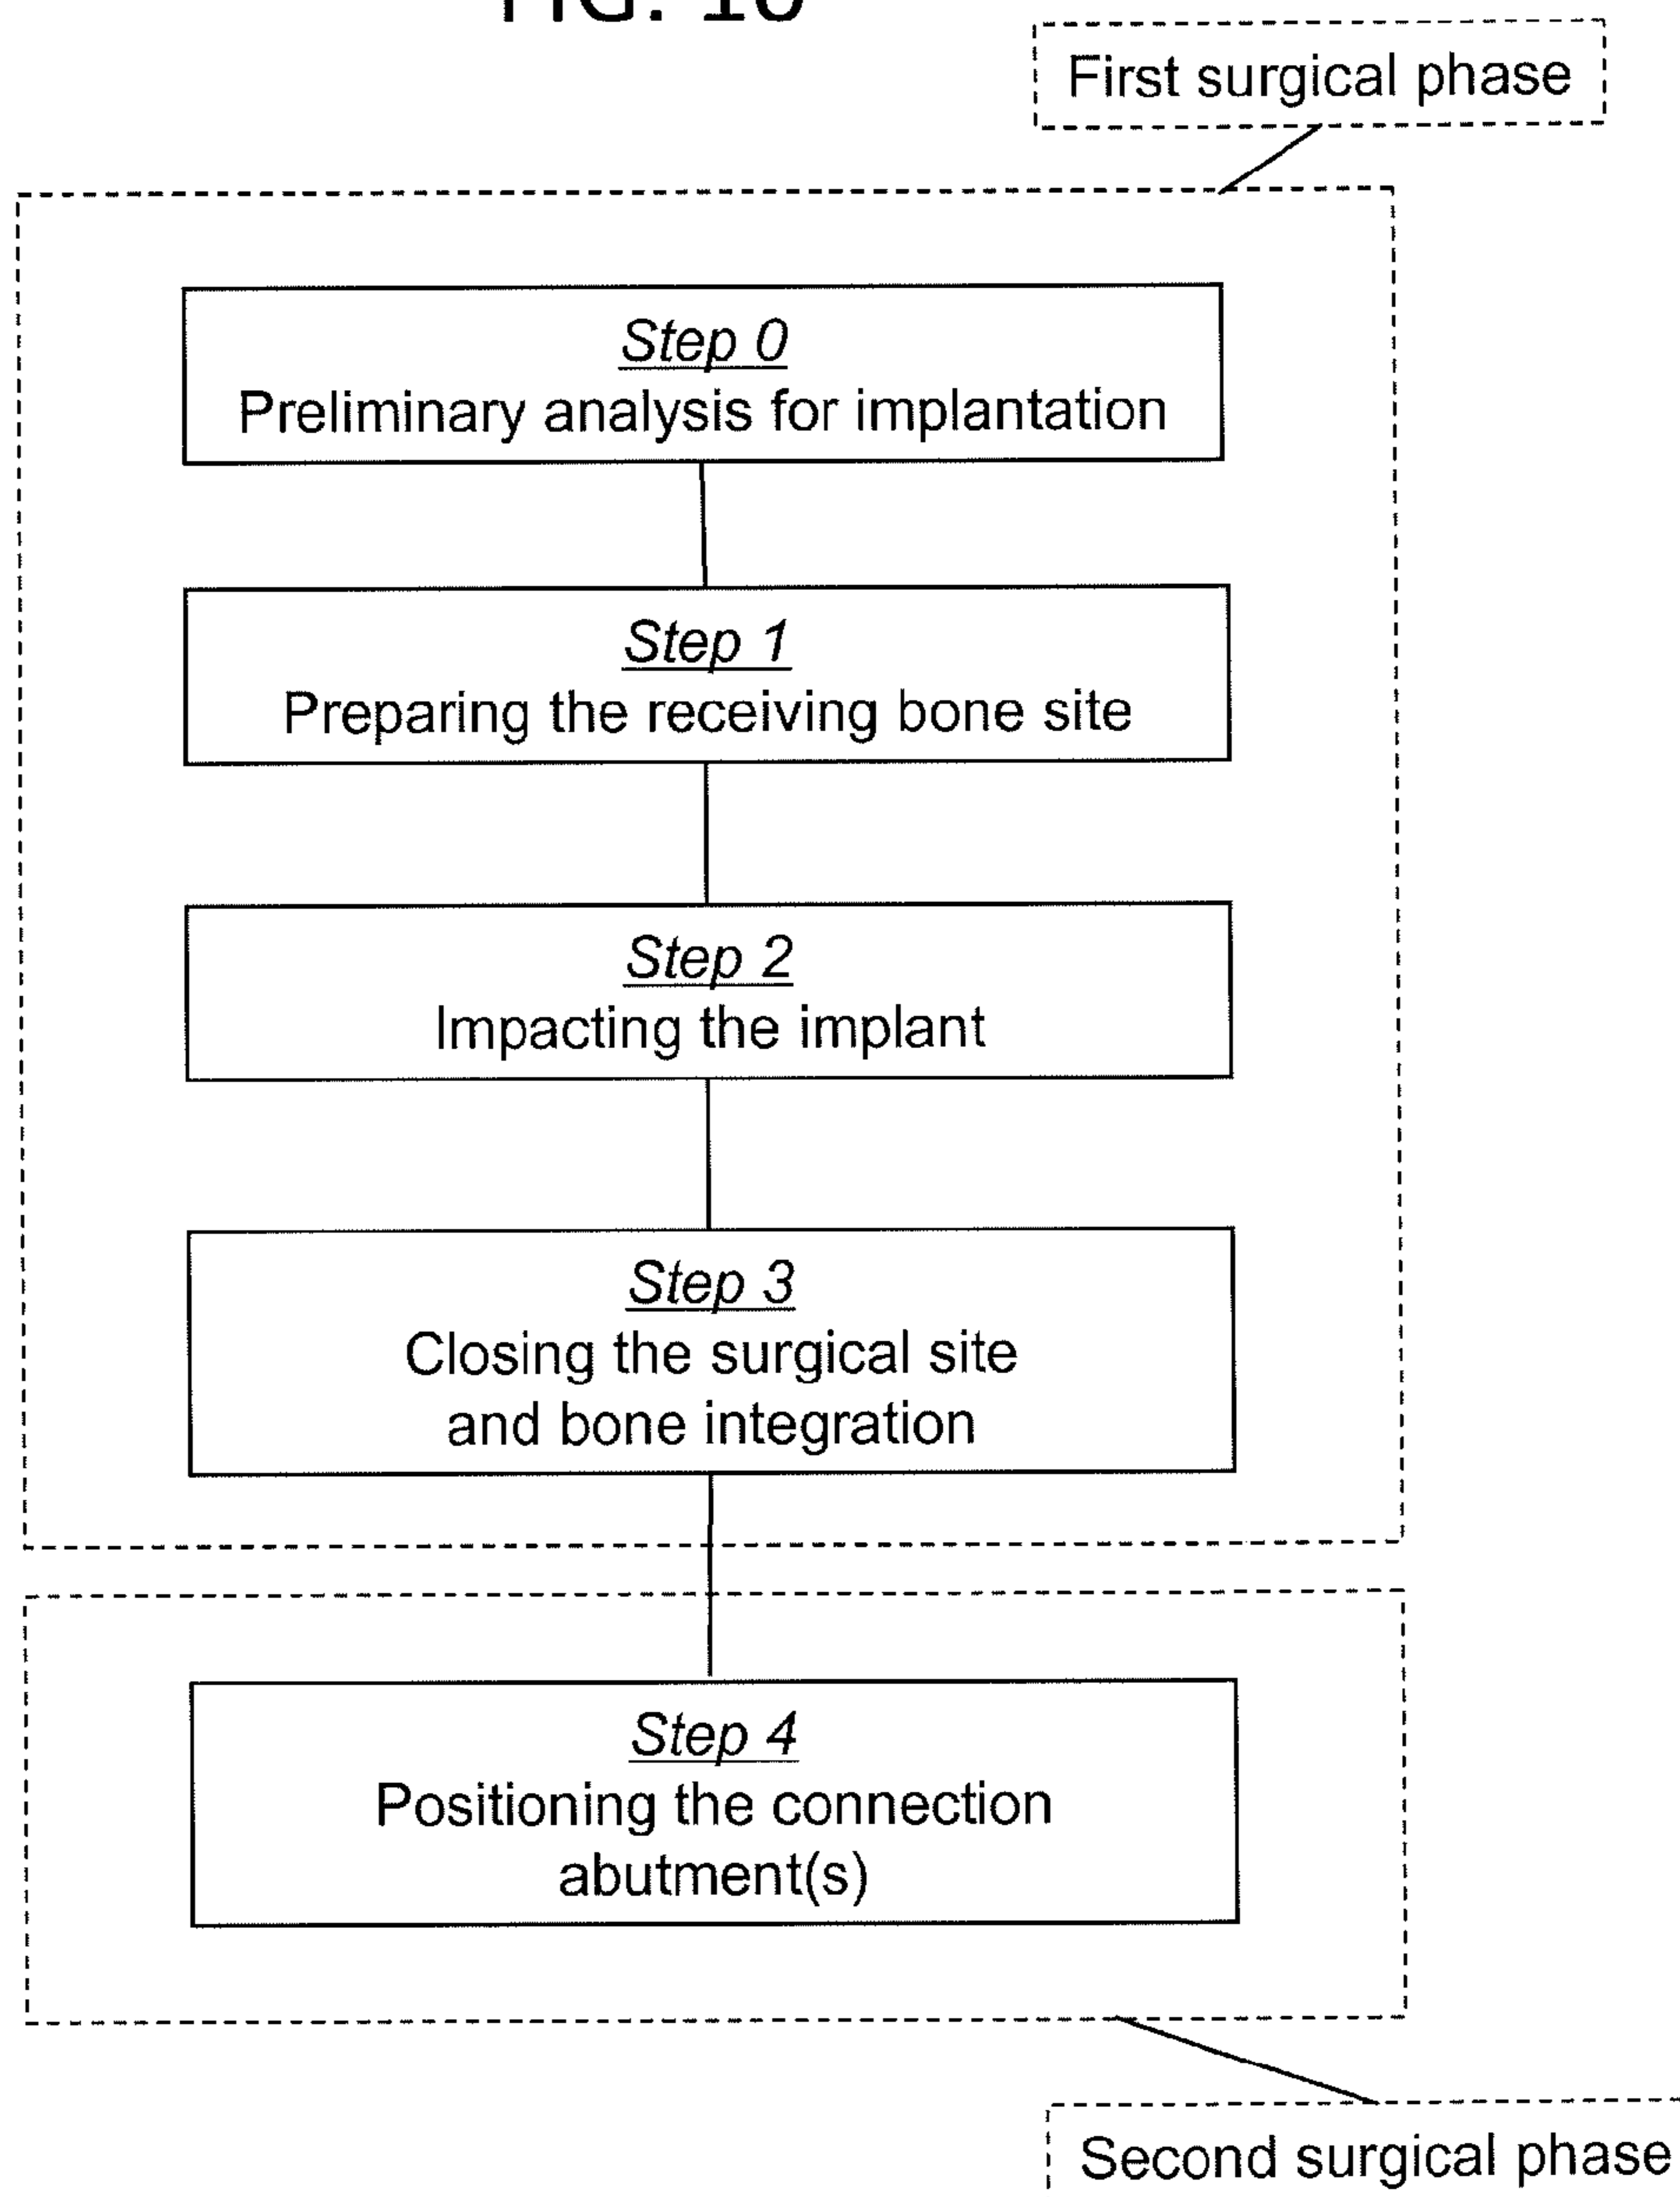 FIG.
First surgical phase
Step 0
Preliminary analysis for implantation
Step 1
Preparing the receiving bone site
Step 2
Impacting the implant
Step 3
Closing the surgical site
and bone integration
Step 4
Positioning the connection
abutment(s)
Second surgical phase